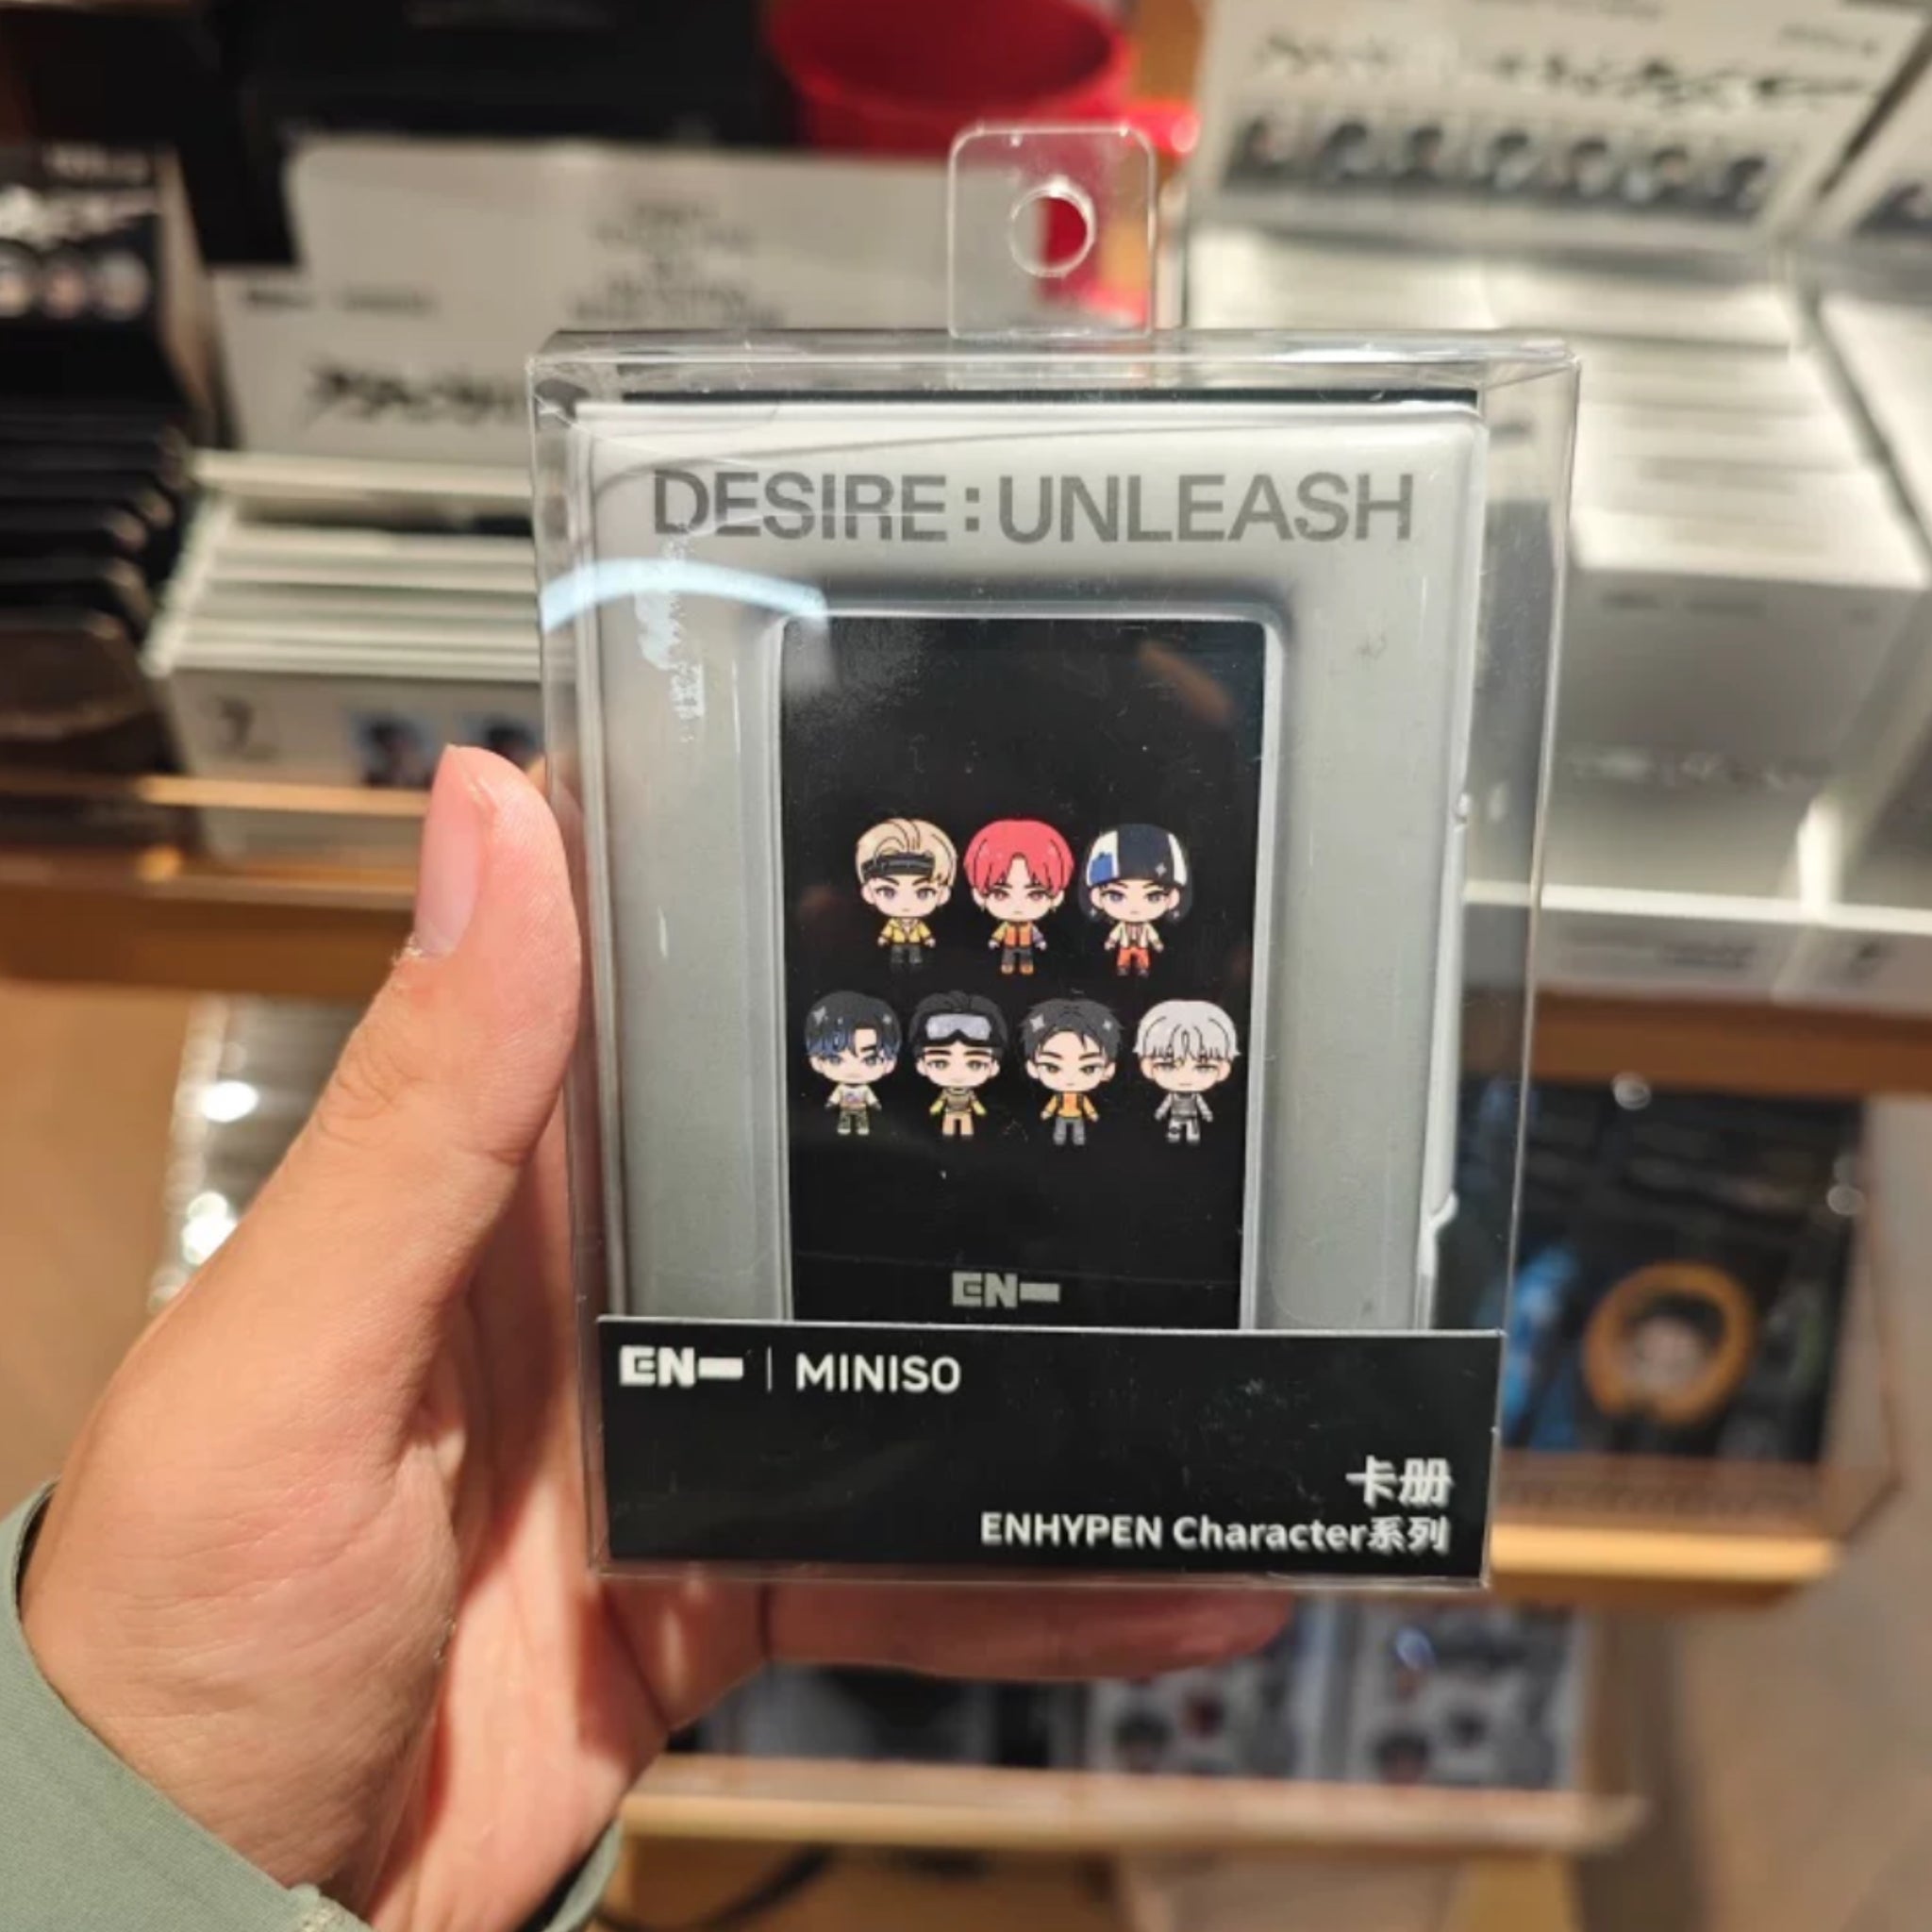 DESIRE : UNLEASH
EN-
EN- | MINISO
卡册
ENHYPEN Character系列